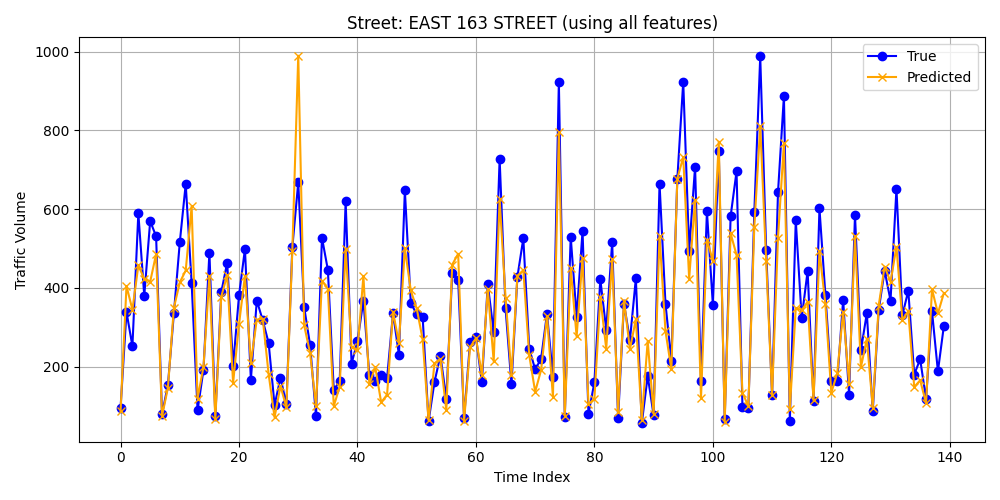 Street: EAST 163 STREET (using all features)
True
Predicted
Traffic Volume
1000
800
600
400
200
0 20 40 60 80 100 120 140
Time Index